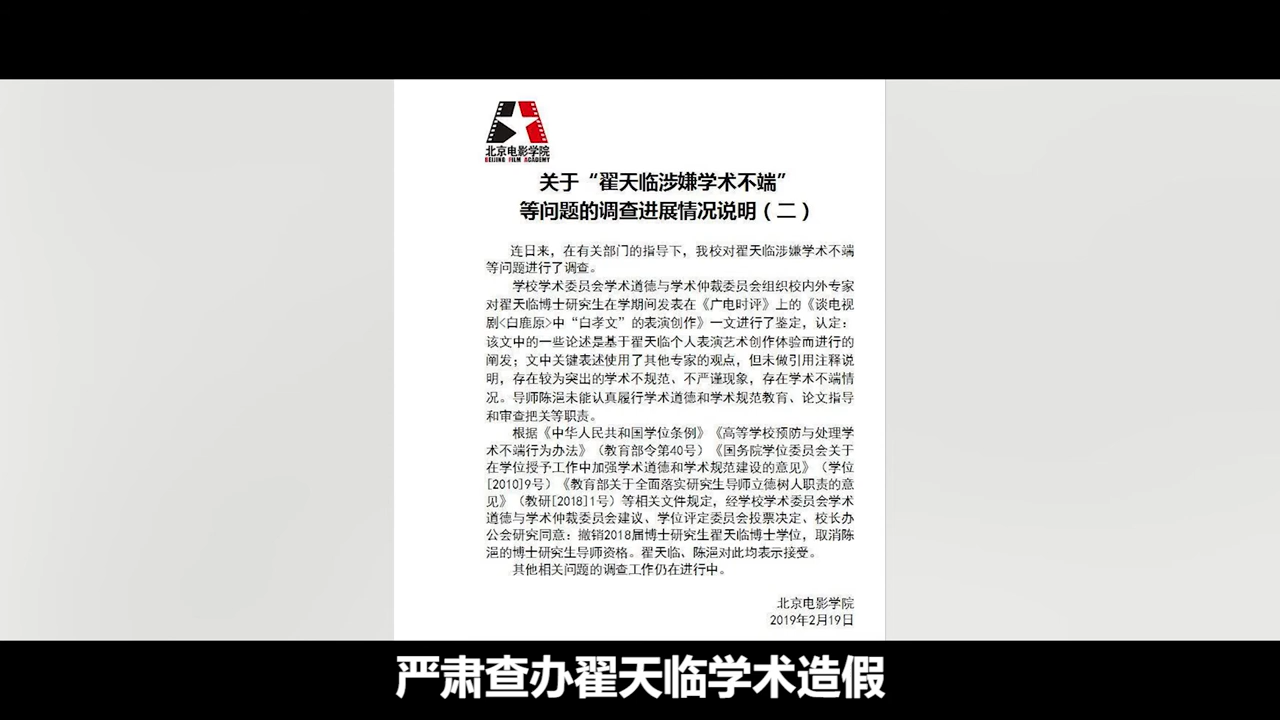 北京电影学院
BEIJING FILM ACADEMY
关于“翟天临涉嫌学术不端”
等问题的调查进展情况说明（二）
连日来，在有关部门的指导下，我校对翟天临涉嫌学术不端
等问题进行了调查。
学校学术委员会学术道德与学术仲裁委员会组织校内外专家
对翟天临博士研究生在学期间发表在《广电时评》上的《谈电视
剧<白鹿原>中“白孝文”的表演创作》一文进行了鉴定，认定：
该文中的一些论述是基于翟天临个人表演艺术创作体验而进行的
阐发；文中关键表述使用了其他专家的观点，但未做引用注释说
明，存在较为突出的学术不规范、不严谨现象，存在学术不端情
况。导师陈浥未能认真履行学术道德和学术规范教育、论文指导
和审查把关等职责。
根据《中华人民共和国学位条例》《高等学校预防与处理学
术不端行为办法》（教育部令第40号）《国务院学位委员会关于
在学位授予工作中加强学术道德和学术规范建设的意见》（学位
[2010]9号）《教育部关于全面落实研究生导师立德树人职责的意
见》（教研[2018]1号）等相关文件规定，经学校学术委员会学术
道德与学术仲裁委员会建议、学位评定委员会投票决定、校长办
公会研究同意：撤销2018届博士研究生翟天临博士学位，取消陈
浥的博士研究生导师资格。翟天临、陈浥对此均表示接受。
其他相关问题的调查工作仍在进行中。
北京电影学院
2019年2月19日
严肃查办翟天临学术造假